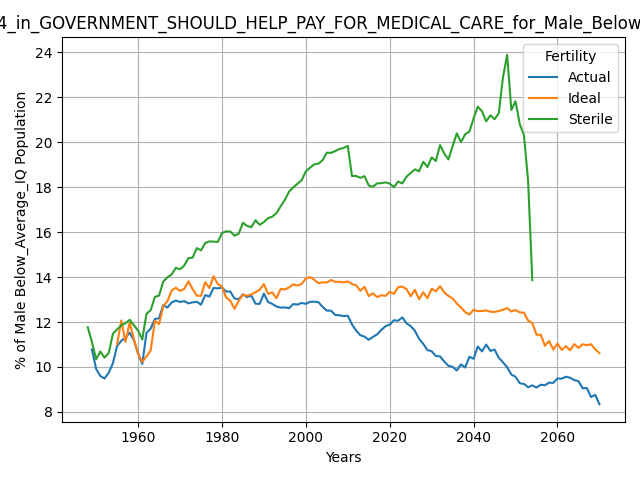 4_in_GOVERNMENT_SHOULD_HELP_PAY_FOR_MEDICAL_CARE_for_Male_Below
Fertility
Actual
Ideal
Sterile
% of Male Below_Average_IQ Population
24
22
20
18
16
14
12
10
8
1960
1980
2000
2020
2040
2060
Years